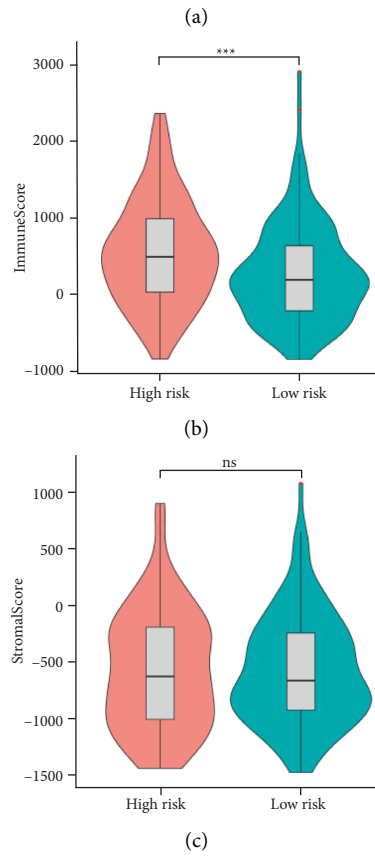 (a)
***
3000
2000
1000
0
–1000
ImmuneScore
High risk
Low risk
(b)
ns
1000
500
0
–500
–1000
–1500
StromalScore
High risk
Low risk
(c)